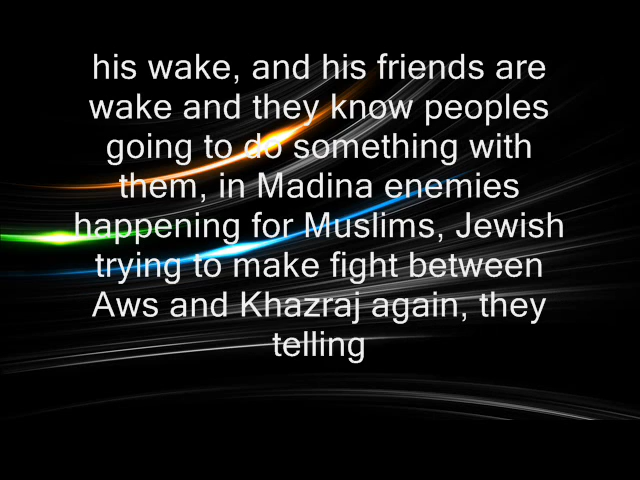 his wake, and his friends are
wake and they know peoples
going to do something with
them, in Madina enemies
happening for Muslims, Jewish
trying to make fight between
Aws and Khazraj again, they
telling